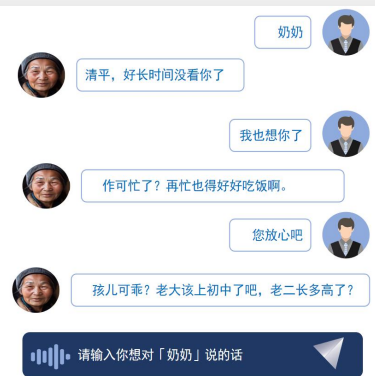 奶奶
清平，好长时间没看你了
我也想你了
作可忙了？再忙也得好好吃饭啊。
您放心吧
孩儿可乖？老大该上初中了吧，老二长多高了？
请输入你想对「奶奶」说的话